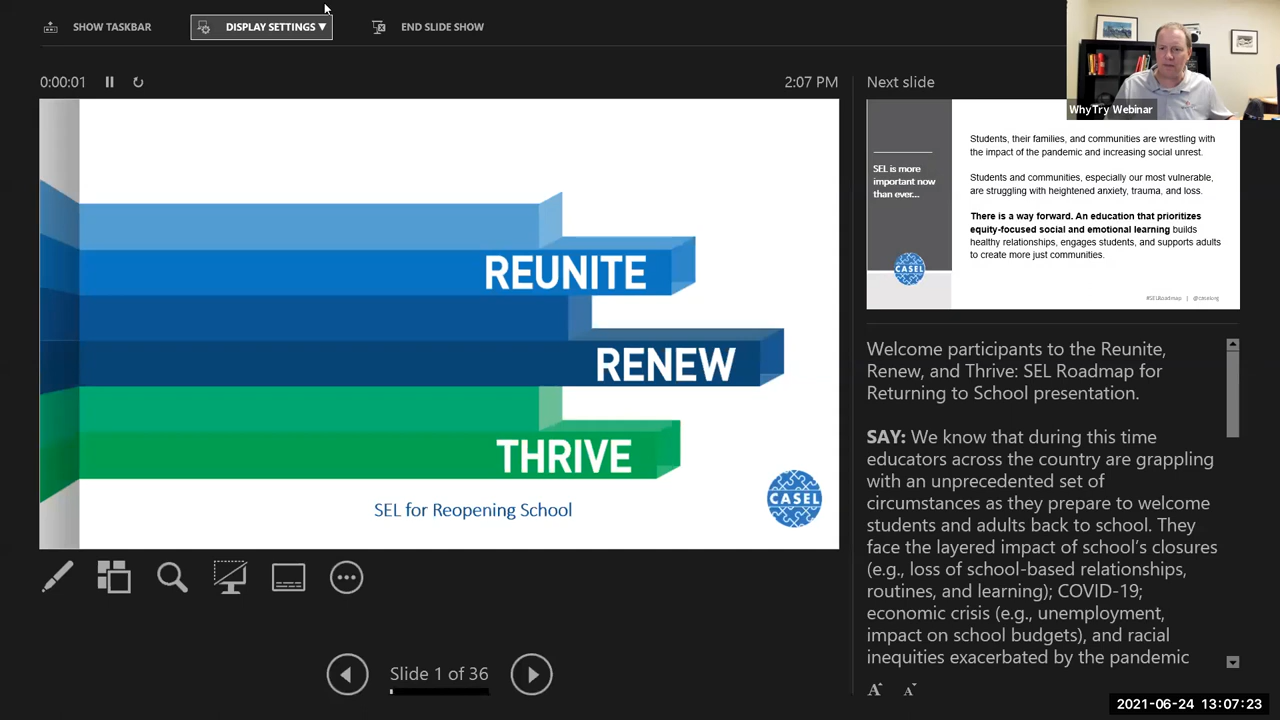 SHOW TASKBAR
DISPLAY SETTINGS ▼
END SLIDE SHOW
WhyTry Webinar
0:00:01
2:07 PM
REUNITE
RENEW
THRIVE
SEL for Reopening School
CASEL
Slide 1 of 36
Next slide
SEL is more
important now
than ever...
CASEL
Students, their families, and communities are wrestling with
the impact of the pandemic and increasing social unrest.
Students and communities, especially our most vulnerable,
are struggling with heightened anxiety, trauma, and loss.
There is a way forward. An education that prioritizes
equity-focused social and emotional learning builds
healthy relationships, engages students, and supports adults
to create more just communities.
#SELRoadmap | @caselorg
Welcome participants to the Reunite,
Renew, and Thrive: SEL Roadmap for
Returning to School presentation.
SAY: We know that during this time
educators across the country are grappling
with an unprecedented set of
circumstances as they prepare to welcome
students and adults back to school. They
face the layered impact of school’s closures
(e.g., loss of school-based relationships,
routines, and learning); COVID-19;
economic crisis (e.g., unemployment,
impact on school budgets), and racial
inequities exacerbated by the pandemic
A A
2021-06-24 13:07:23